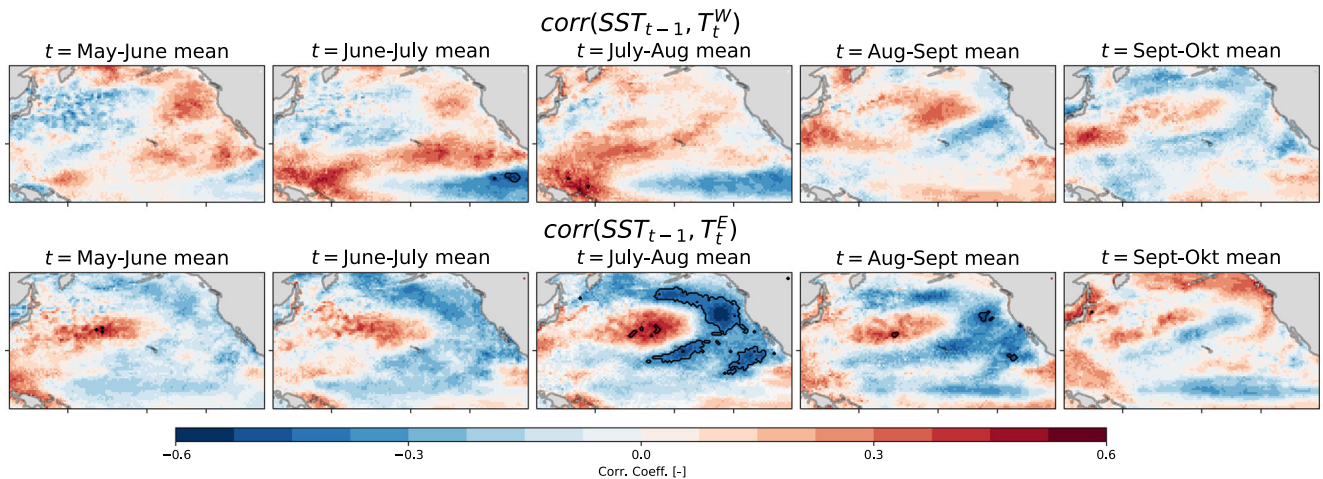 corr(SST_{t−1}, T_t^W)
t = May-June mean t = June-July mean t = July-Aug mean t = Aug-Sept mean t = Sept-Okt mean
corr(SST_{t−1}, T_t^E)
t = May-June mean t = June-July mean t = July-Aug mean t = Aug-Sept mean t = Sept-Okt mean
−0.6 −0.3 0.0 0.3 0.6
Corr. Coeff. [-]